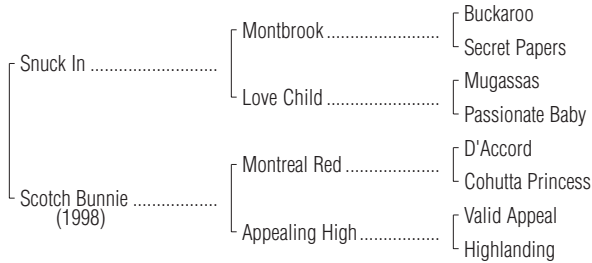 Buckaroo
Montbrook ........................
Secret Papers
Snuck In ...........................
Mugassas
Love Child ........................
Passionate Baby
D'Accord
Montreal Red ....................
Cohutta Princess
Scotch Bunnie ..................
(1998)
Valid Appeal
Appealing High.................
Highlanding